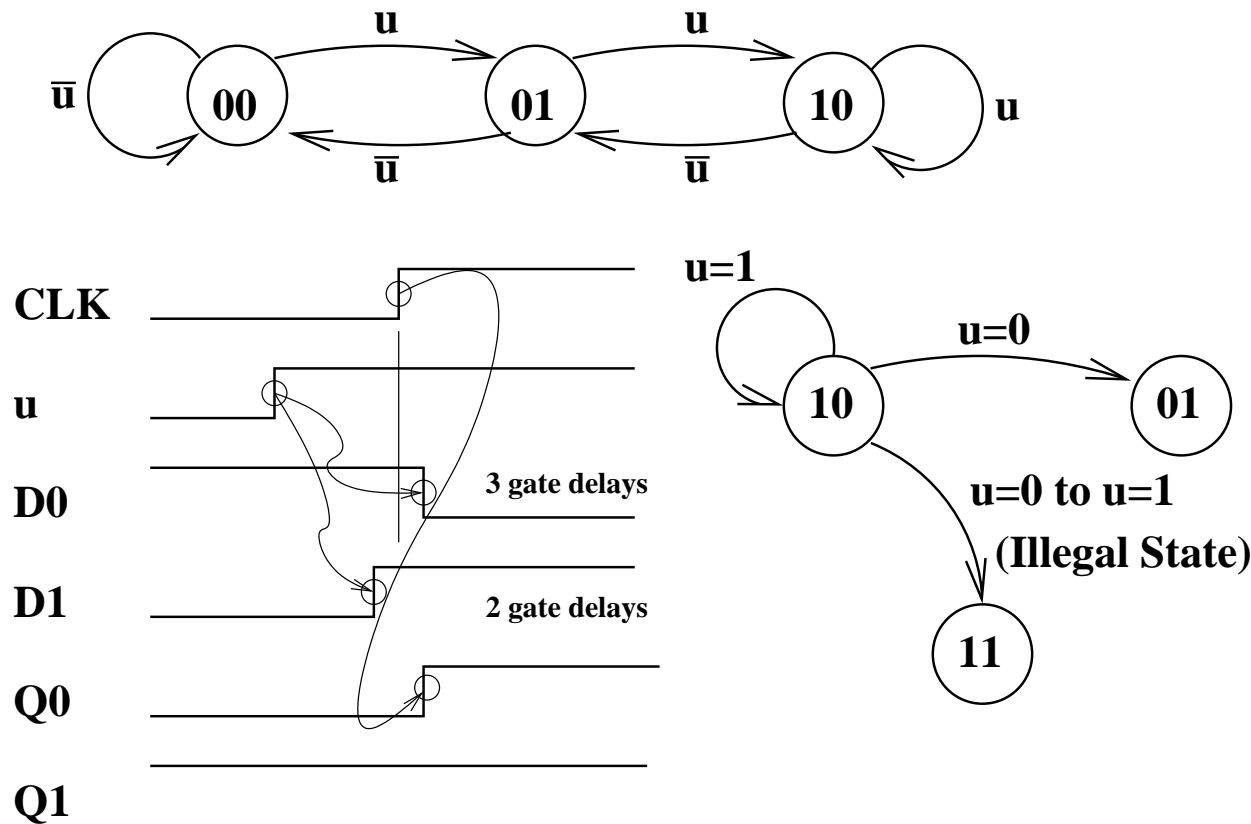 u
u
u̅
00
01
10
u
u̅
u̅
CLK
u
D0
3 gate delays
D1
2 gate delays
Q0
Q1
u=1
u=0
10
01
u=0 to u=1
(Illegal State)
11